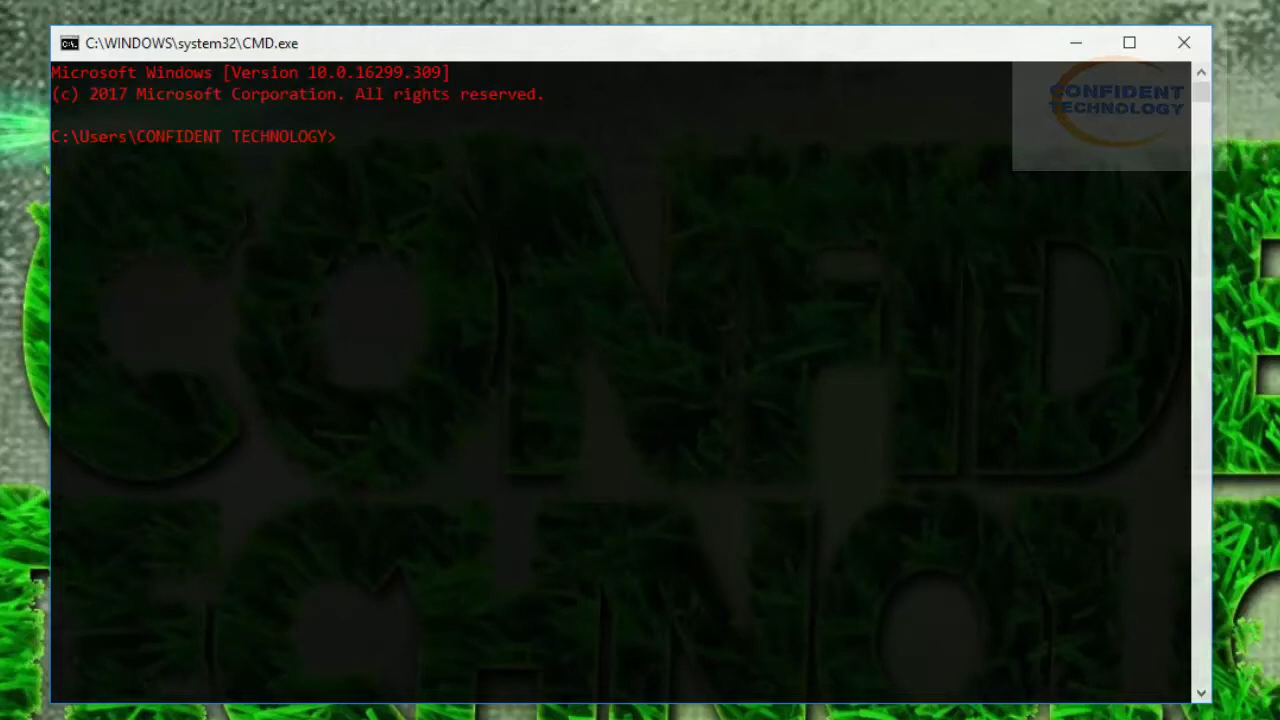 C:\WINDOWS\system32\CMD.exe
CONFIDENT
TECHNOLOGY
Microsoft Windows [Version 10.0.16299.309]
(c) 2017 Microsoft Corporation. All rights reserved.
C:\Users\CONFIDENT TECHNOLOGY>